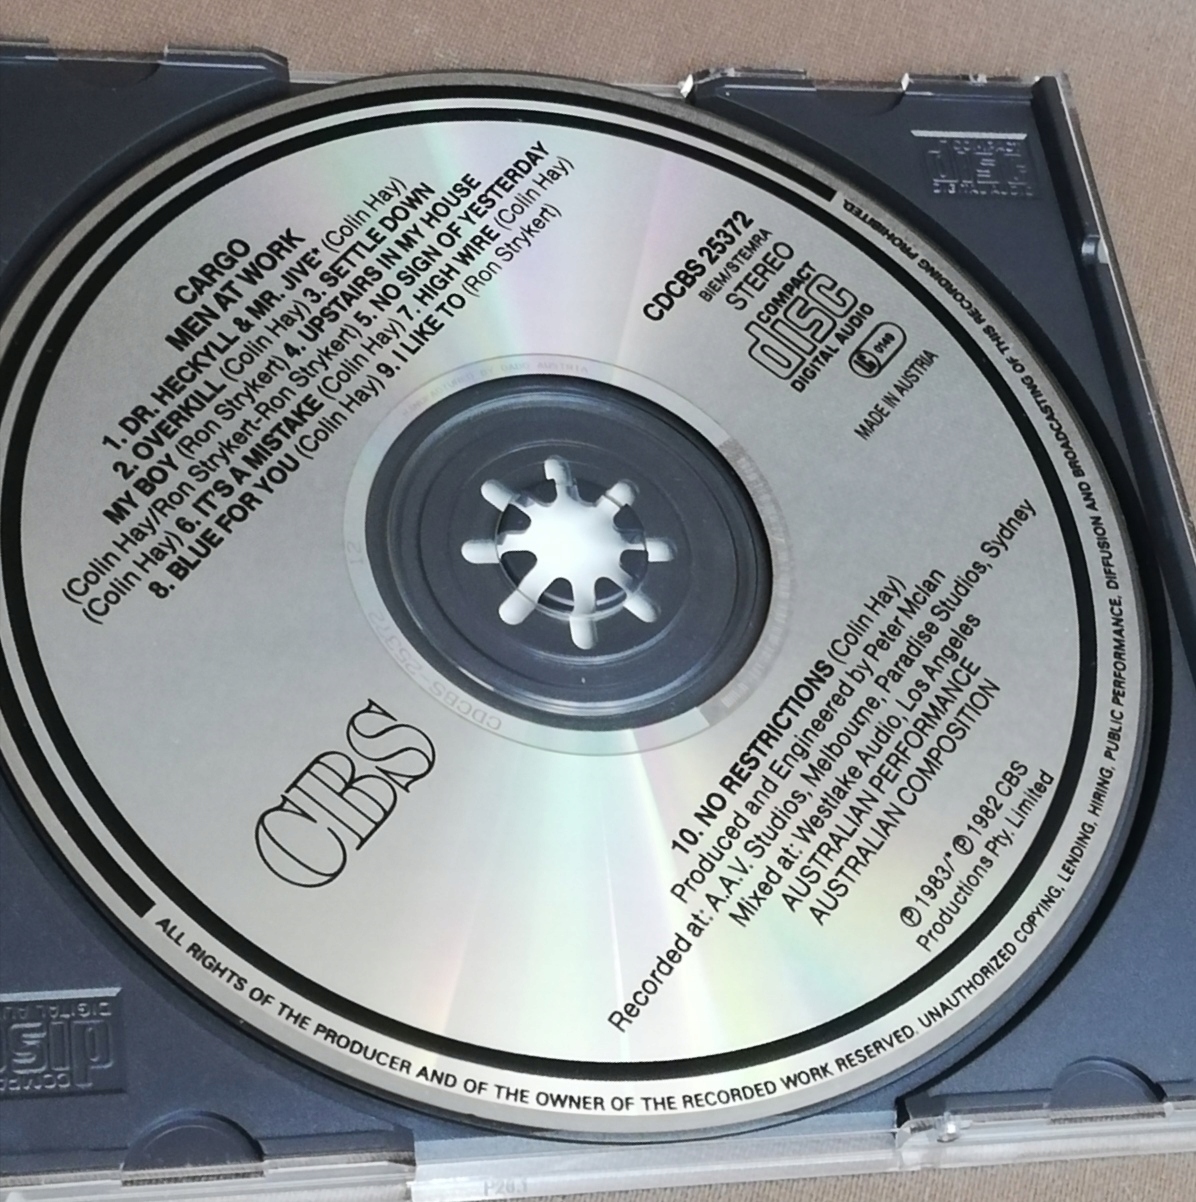 CARGO
MEN AT WORK
1. DR. HECKYLL & MR. JIVE* (Colin Hay)
2. OVERKILL (Colin Hay) 3. SETTLE DOWN
MY BOY (Ron Strykert) 4. UPSTAIRS IN MY HOUSE
(Colin Hay/Ron Strykert-Ron Strykert) 5. NO SIGN OF YESTERDAY
(Colin Hay) 6. IT'S A MISTAKE (Colin Hay) 7. HIGH WIRE (Colin Hay)
8. BLUE FOR YOU (Colin Hay) 9. I LIKE TO (Ron Strykert)
CDCBS 25372
BIEM/STEMRA
STEREO
COMPACT
disc
DIGITAL AUDIO
MADE IN AUSTRIA
CBS
10. NO RESTRICTIONS (Colin Hay)
Produced and Engineered by Peter McIan
Recorded at: A.A.V. Studios, Melbourne, Paradise Studios, Sydney
Mixed at: Westlake Audio, Los Angeles
AUSTRALIAN PERFORMANCE
AUSTRALIAN COMPOSITION
℗ 1983/* ℗ 1982 CBS
Productions Pty. Limited
ALL RIGHTS OF THE PRODUCER AND OF THE OWNER OF THE RECORDED WORK RESERVED. UNAUTHORIZED COPYING, LENDING, HIRING, PUBLIC PERFORMANCE, DIFFUSION AND BROADCASTING OF THIS RECORDING PROHIBITED.
COMPACT
disc
DIGITAL AUDIO